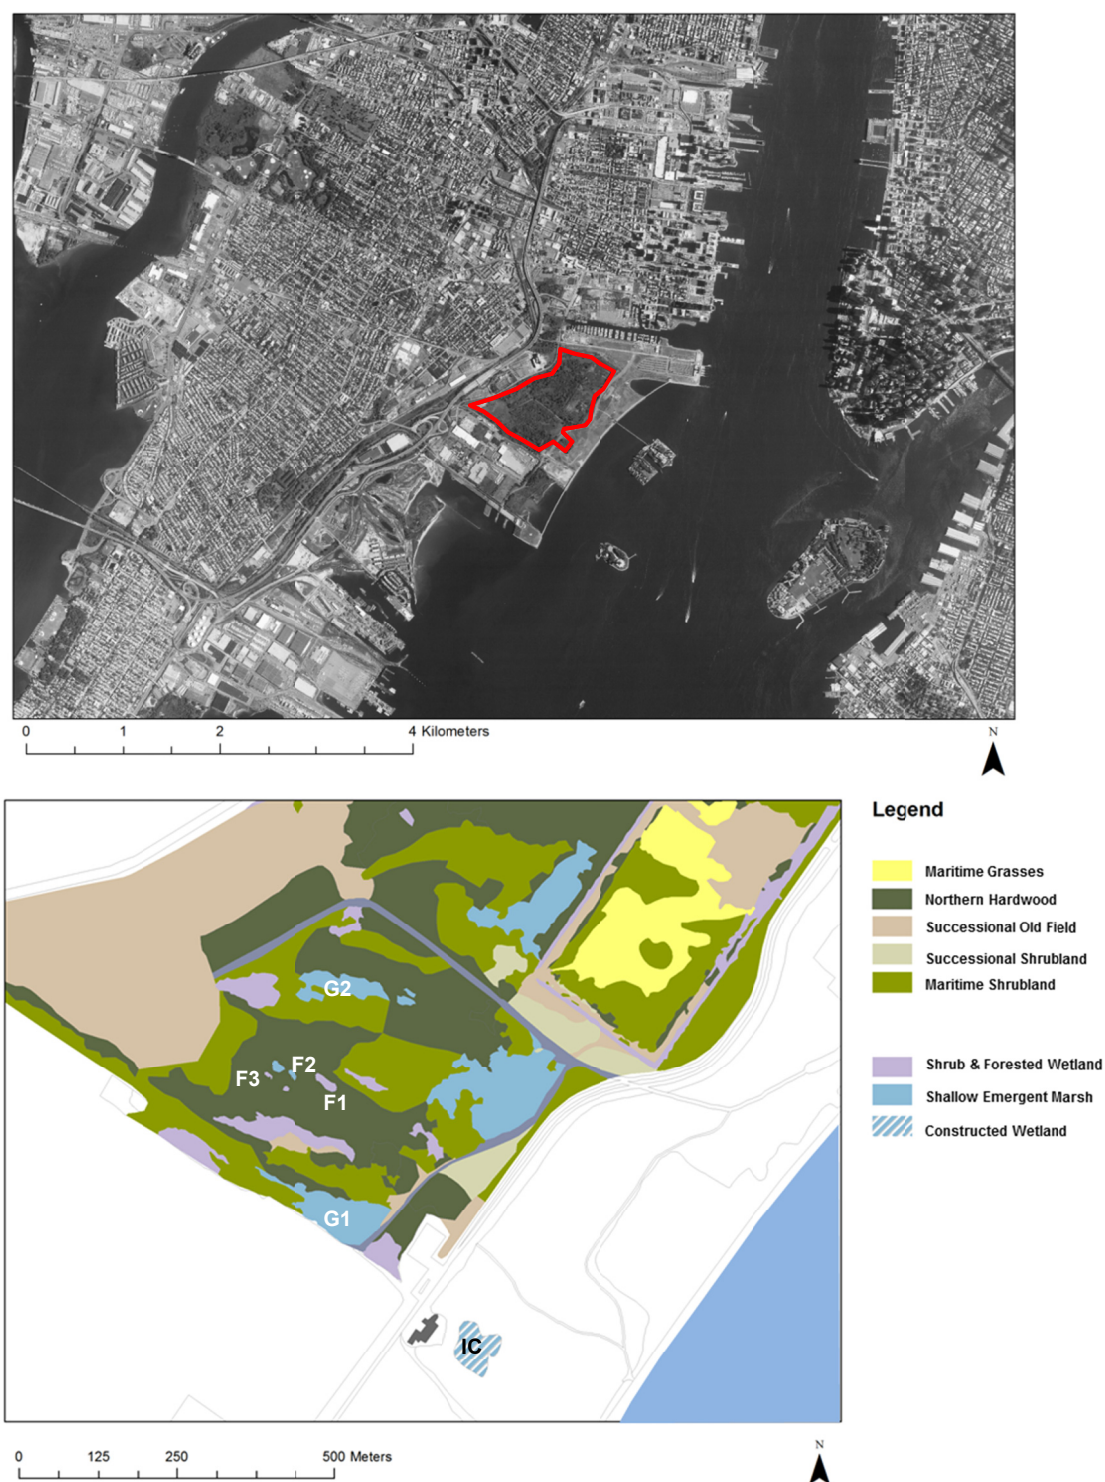 0 1 2 4 Kilometers
N
Legend
Maritime Grasses
Northern Hardwood
Successional Old Field
Successional Shrubland
Maritime Shrubland
Shrub & Forested Wetland
Shallow Emergent Marsh
Constructed Wetland
G2
F2
F3
F1
G1
IC
0 125 250 500 Meters
N